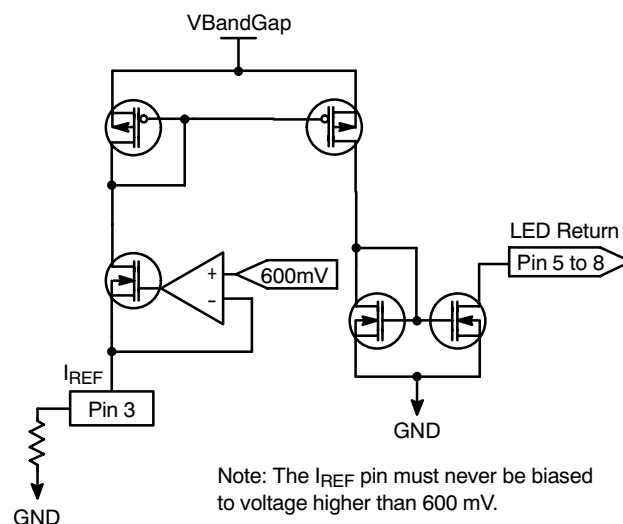 VBandGap
LED Return
Pin 5 to 8
+
600mV
−
IREF
Pin 3
GND
GND
Note: The IREF pin must never be biased
to voltage higher than 600 mV.